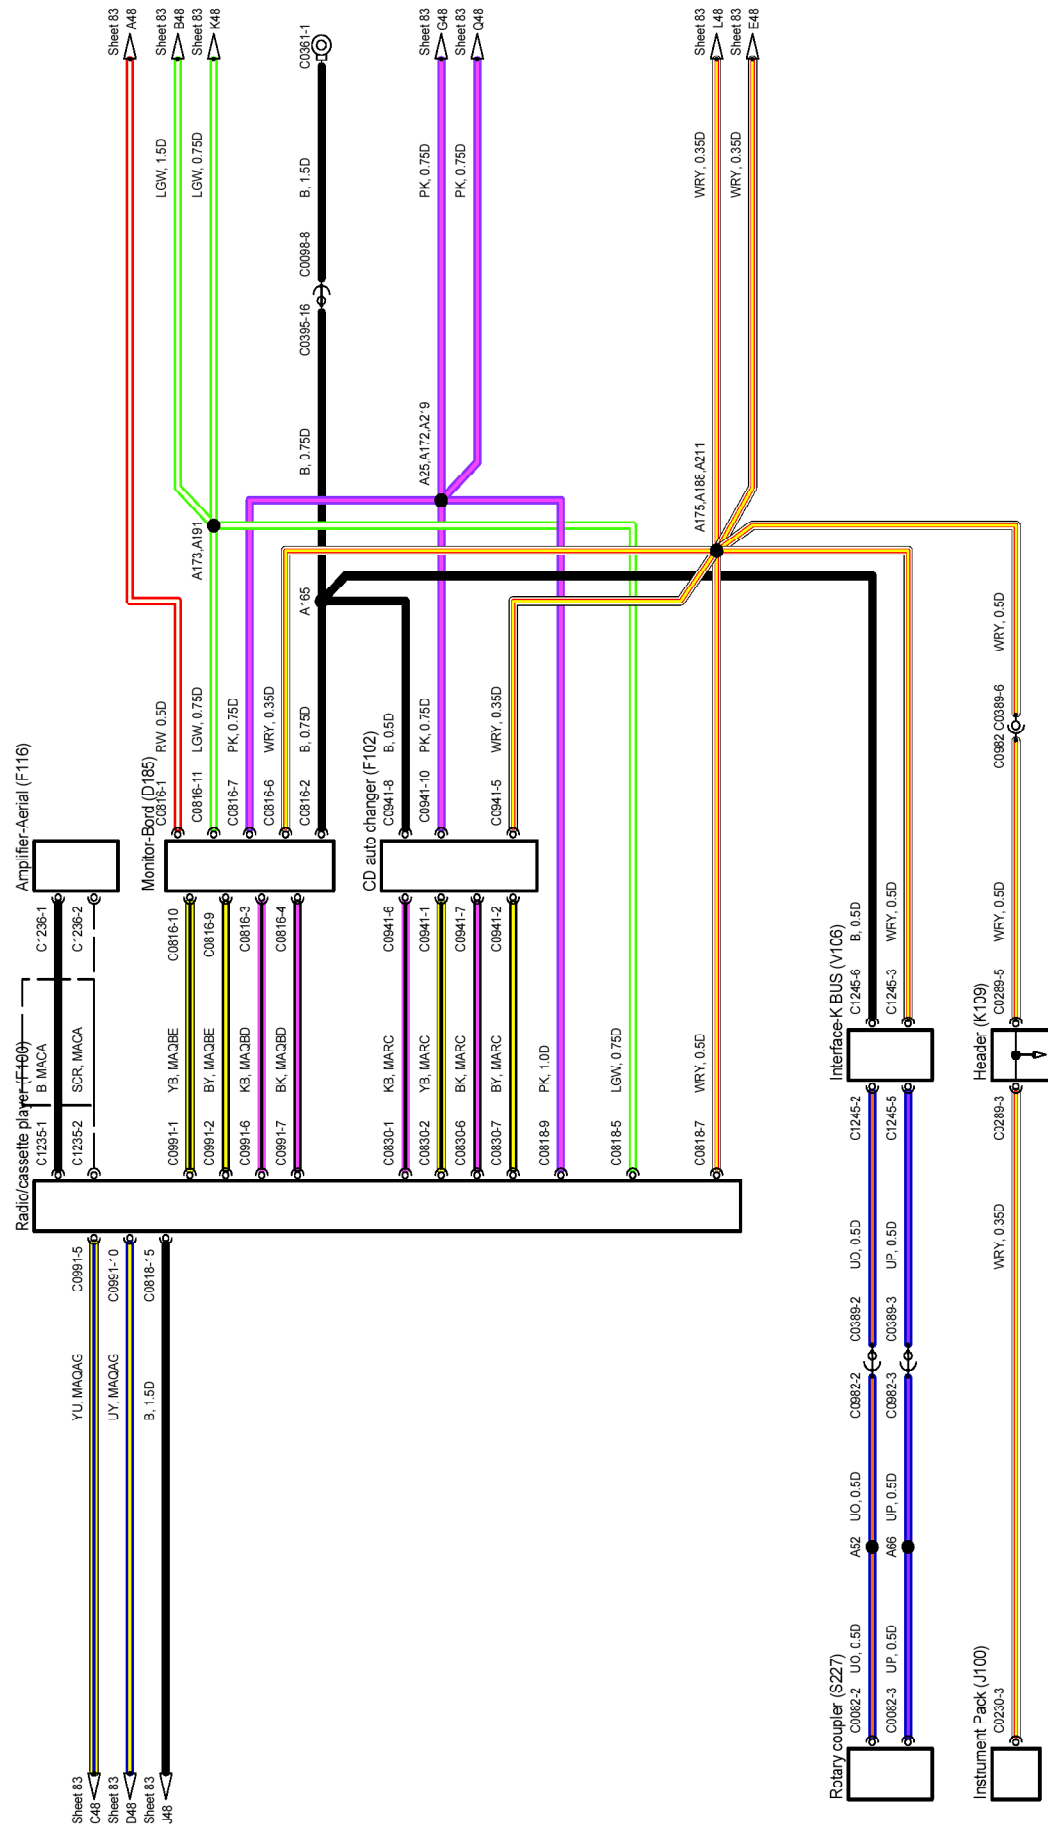 Sheet 83
A48
Sheet 83
B48
Sheet 83
K48
C0361-1
Sheet 83
G48
Sheet 83
Q48
Sheet 83
L48
Sheet 83
E48
LGW, 1.5D
LGW, 0.75D
B, 1.5D
PK, 0.75D
PK, 0.75D
WRY, 0.35D
WRY, 0.35D
C0098-8
C0395-16
B, 0.75D
A25,A172,A219
A175,A188,A211
A173,A191
A165
RW 0.5D
LGW, 0.75D
PK, 0.75D
WRY, 0.35D
B, 0.75D
B, 0.5D
PK, 0.75D
WRY, 0.35D
WRY, 0.5D
C0816-1
C0816-11
C0816-7
C0816-6
C0816-2
C0941-8
C0941-10
C0941-5
C0982 C0389-6
Amplifier-Aerial (F116)
Monitor-Bord (D185)
CD auto changer (F102)
C1236-1
C1236-2
C0816-10
C0816-9
C0816-3
C0816-4
C0941-6
C0941-1
C0941-7
C0941-2
B, 0.5D
WRY, 0.5D
WRY, 0.5D
C1245-6
C1245-3
C0289-5
Interface-K BUS (V106)
Header (K109)
B MACA
SCR, MACA
YB, MAQBE
BY, MAQBE
KB, MAQBD
BK, MAQBD
KB, MARC
YB, MARC
BK, MARC
BY, MARC
PK, 1.0D
LGW, 0.75D
WRY, 0.5D
C1235-1
C1235-2
C0991-1
C0991-2
C0991-6
C0991-7
C0830-1
C0830-2
C0830-6
C0830-7
C0818-9
C0818-5
C0818-7
C1245-2
C1245-5
C0289-3
Radio/cassette player (F100)
C0991-5
C0991-10
C0818-15
YU, MAQAG
UY, MAQAG
B, 1.5D
UO, 0.5D
UP, 0.5D
WRY, 0.35D
C0389-2
C0389-3
C0982-2
C0982-3
UO, 0.5D
UP, 0.5D
A52
A66
UO, 0.5D
UP, 0.5D
C0082-2
C0082-3
C0230-3
Rotary coupler (S227)
Instrument Pack (J100)
Sheet 83
C48
Sheet 83
D48
Sheet 83
J48